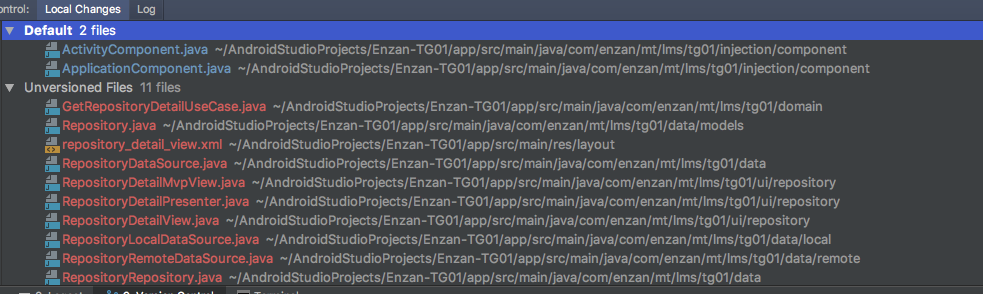 ontrol: Local Changes Log
Default 2 files
ActivityComponent.java ~/AndroidStudioProjects/Enzan-TG01/app/src/main/java/com/enzan/mt/lms/tg01/injection/component
ApplicationComponent.java ~/AndroidStudioProjects/Enzan-TG01/app/src/main/java/com/enzan/mt/lms/tg01/injection/component
Unversioned Files 11 files
GetRepositoryDetailUseCase.java ~/AndroidStudioProjects/Enzan-TG01/app/src/main/java/com/enzan/mt/lms/tg01/domain
Repository.java ~/AndroidStudioProjects/Enzan-TG01/app/src/main/java/com/enzan/mt/lms/tg01/data/models
repository_detail_view.xml ~/AndroidStudioProjects/Enzan-TG01/app/src/main/res/layout
RepositoryDataSource.java ~/AndroidStudioProjects/Enzan-TG01/app/src/main/java/com/enzan/mt/lms/tg01/data
RepositoryDetailMvpView.java ~/AndroidStudioProjects/Enzan-TG01/app/src/main/java/com/enzan/mt/lms/tg01/ui/repository
RepositoryDetailPresenter.java ~/AndroidStudioProjects/Enzan-TG01/app/src/main/java/com/enzan/mt/lms/tg01/ui/repository
RepositoryDetailView.java ~/AndroidStudioProjects/Enzan-TG01/app/src/main/java/com/enzan/mt/lms/tg01/ui/repository
RepositoryLocalDataSource.java ~/AndroidStudioProjects/Enzan-TG01/app/src/main/java/com/enzan/mt/lms/tg01/data/local
RepositoryRemoteDataSource.java ~/AndroidStudioProjects/Enzan-TG01/app/src/main/java/com/enzan/mt/lms/tg01/data/remote
RepositoryRepository.java ~/AndroidStudioProjects/Enzan-TG01/app/src/main/java/com/enzan/mt/lms/tg01/data